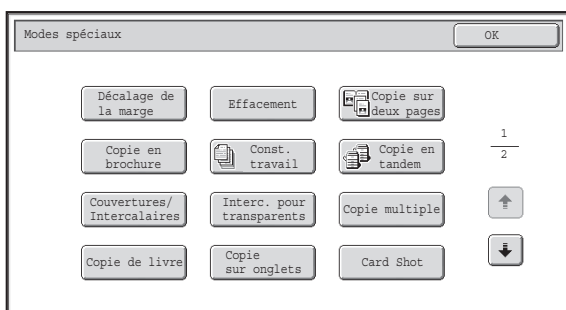 Modes spéciaux
OK
Décalage de
la marge
Effacement
Copie sur
deux pages
Copie en
brochure
Const.
travail
Copie en
tandem
Couvertures/
Intercalaires
Interc. pour
transparents
Copie multiple
Copie de livre
Copie
sur onglets
Card Shot
1
2